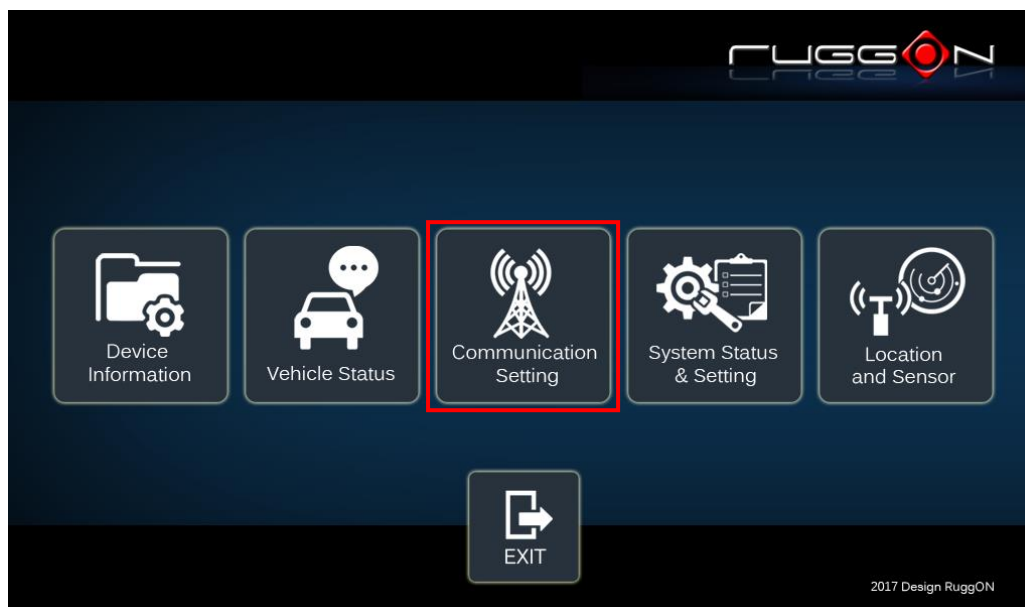 ruggON
Device
Information
Vehicle Status
Communication
Setting
System Status
& Setting
Location
and Sensor
EXIT
2017 Design RuggON